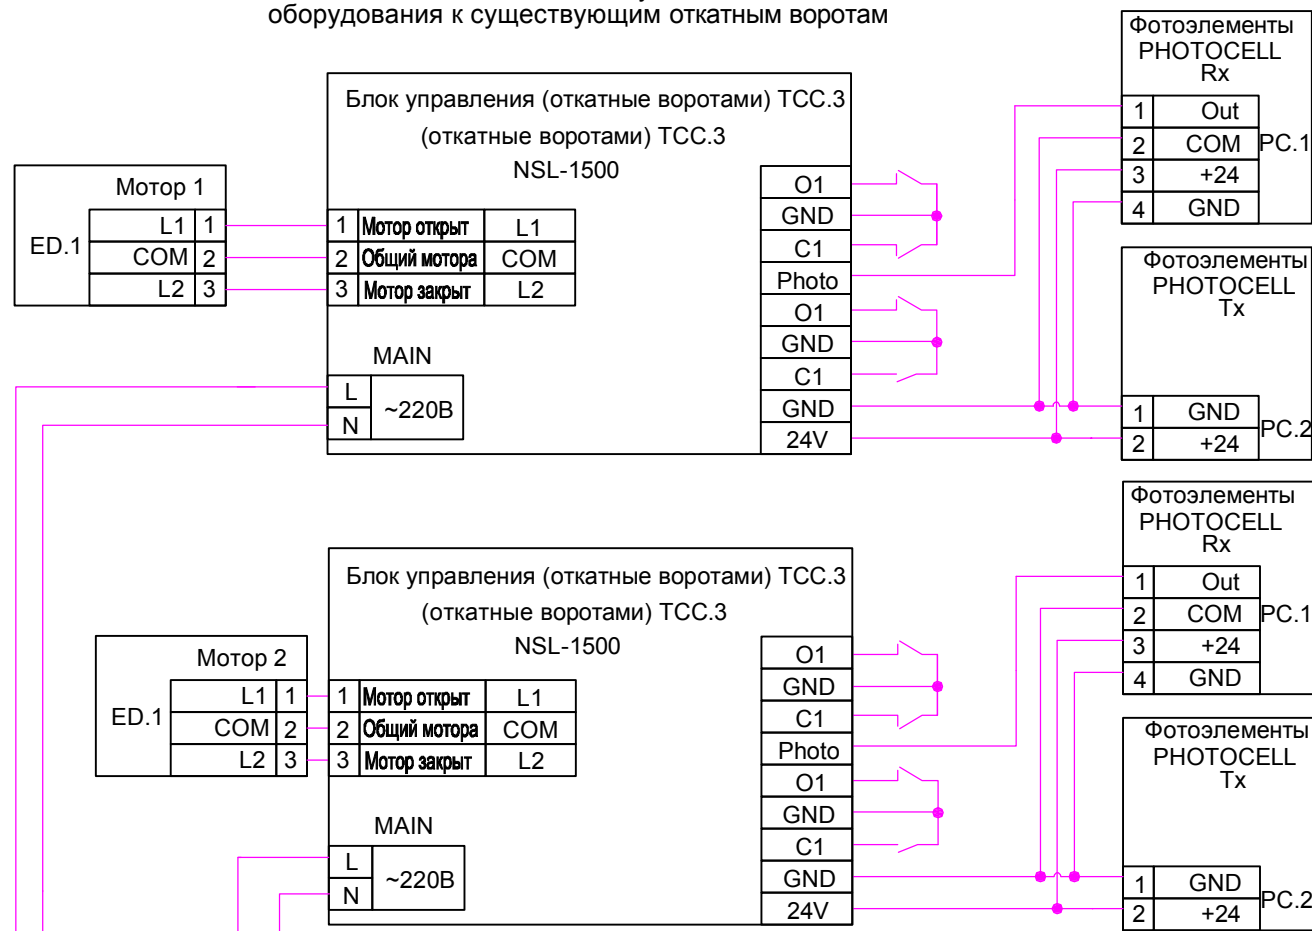 оборудования к существующим откатным воротам
Блок управления (откатные воротами) ТСС.3
(откатные воротами) ТСС.3
NSL-1500
Мотор 1
ED.1
L1 1
COM 2
L2 3
1 Мотор открыт L1
2 Общий мотора COM
3 Мотор закрыт L2
MAIN
L
N
~220В
O1
GND
C1
Photo
O1
GND
C1
GND
24V
Фотоэлементы
PHOTOCELL
Rx
1 Out
2 COM
3 +24
4 GND
PC.1
Фотоэлементы
PHOTOCELL
Tx
1 GND
2 +24
PC.2
Блок управления (откатные воротами) ТСС.3
(откатные воротами) ТСС.3
NSL-1500
Мотор 2
ED.1
L1 1
COM 2
L2 3
1 Мотор открыт L1
2 Общий мотора COM
3 Мотор закрыт L2
MAIN
L
N
~220В
O1
GND
C1
Photo
O1
GND
C1
GND
24V
Фотоэлементы
PHOTOCELL
Rx
1 Out
2 COM
3 +24
4 GND
PC.1
Фотоэлементы
PHOTOCELL
Tx
1 GND
2 +24
PC.2